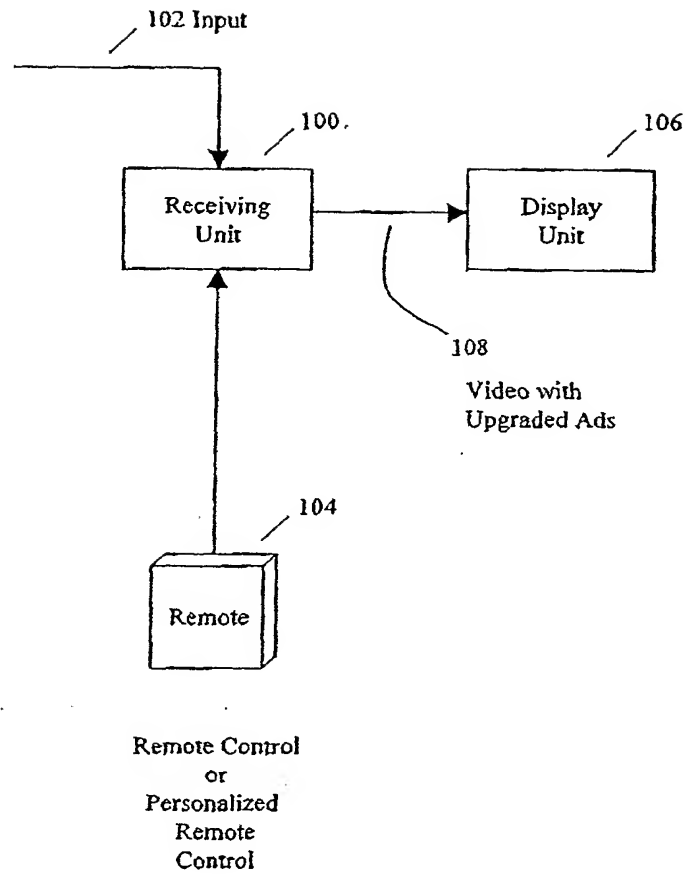 102 Input
100.
106
Receiving
Unit
Display
Unit
108
Video with
Upgraded Ads
104
Remote
Remote Control
or
Personalized
Remote
Control